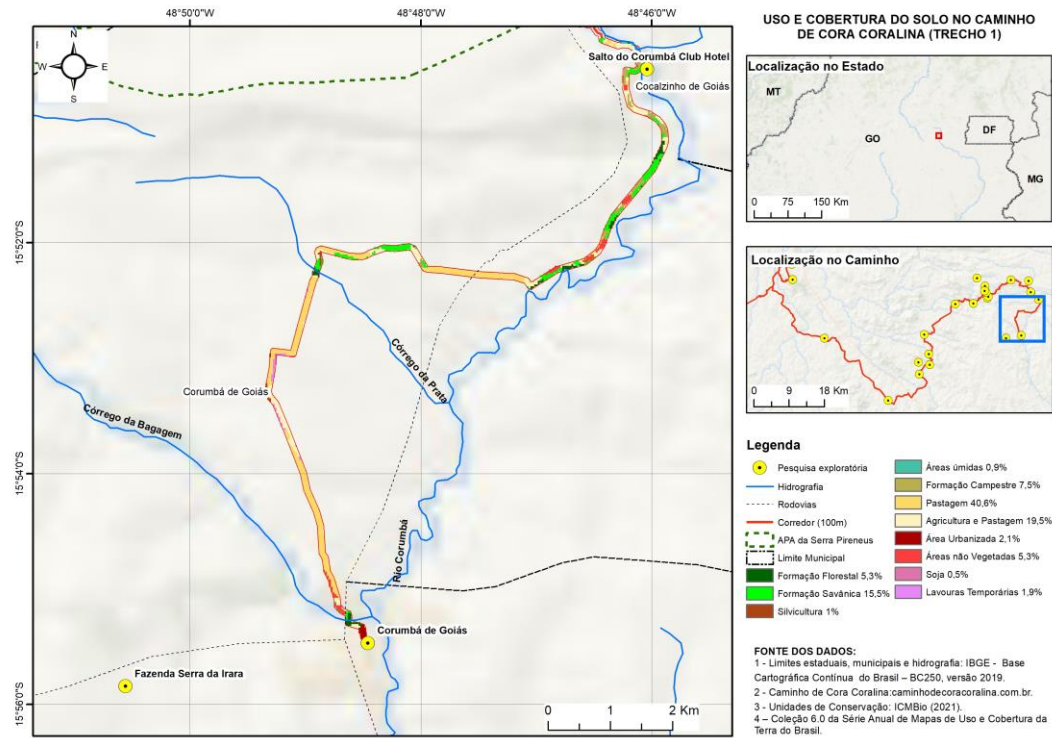 48°50'0"W
48°48'0"W
48°46'0"W
N
W
E
S
Salto do Corumbá Club Hotel
Cocalzinho de Goiás
15°52'0"S
Córrego da Prata
Corumbá de Goiás
Córrego da Bagagem
15°54'0"S
Rio Corumbá
Corumbá de Goiás
Fazenda Serra da Irara
15°56'0"S
0 1 2 Km
USO E COBERTURA DO SOLO NO CAMINHO
DE CORA CORALINA (TRECHO 1)
Localização no Estado
MT
GO
DF
MG
0 75 150 Km
Localização no Caminho
0 9 18 Km
Legenda
Pesquisa exploratória
Hidrografia
Rodovias
Corredor (100m)
APA da Serra Pireneus
Limite Municipal
Formação Florestal 5,3%
Formação Savânica 15,5%
Silvicultura 1%
Áreas úmidas 0,9%
Formação Campestre 7,5%
Pastagem 40,6%
Agricultura e Pastagem 19,5%
Área Urbanizada 2,1%
Áreas não Vegetadas 5,3%
Soja 0,5%
Lavouras Temporárias 1,9%
FONTE DOS DADOS:
1 - Limites estaduais, municipais e hidrografia: IBGE - Base
Cartográfica Contínua do Brasil – BC250, versão 2019.
2 - Caminho de Cora Coralina:caminhodecoracoralina.com.br.
3 - Unidades de Conservação: ICMBio (2021).
4 – Coleção 6.0 da Série Anual de Mapas de Uso e Cobertura da
Terra do Brasil.